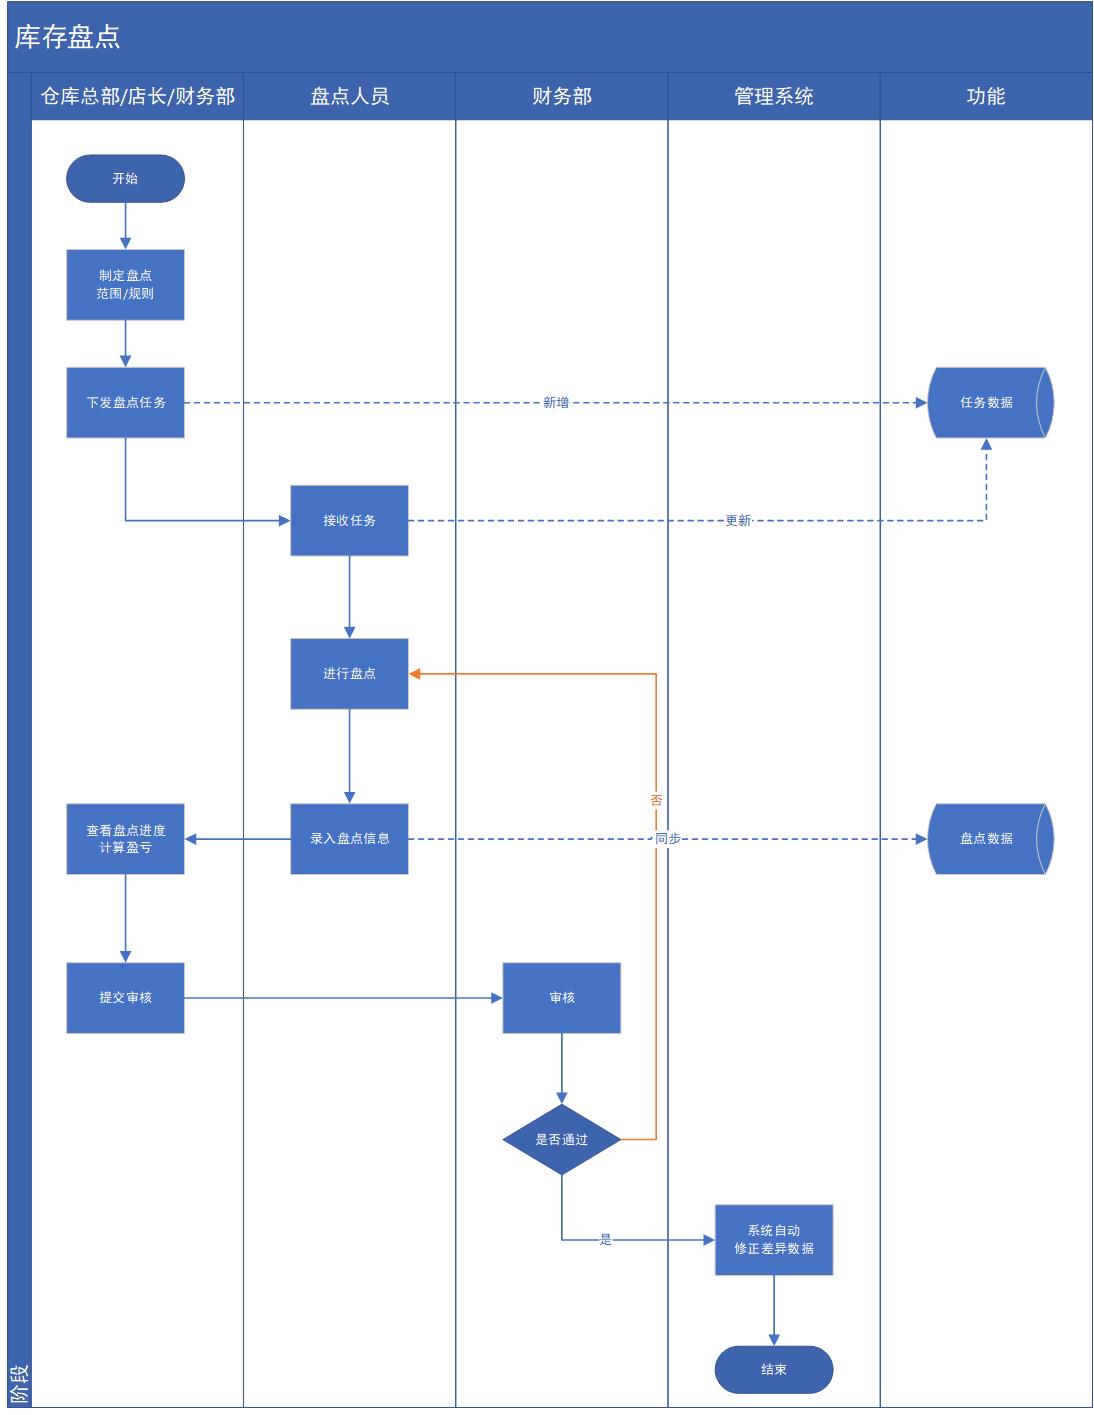 库存盘点
仓库总部/店长/财务部
盘点人员
财务部
管理系统
功能
开始
制定盘点
范围/规则
下发盘点任务
新增
任务数据
接收任务
更新
进行盘点
否
查看盘点进度
计算盈亏
录入盘点信息
同步
盘点数据
提交审核
审核
是否通过
是
系统自动
修正差异数据
结束
阶段